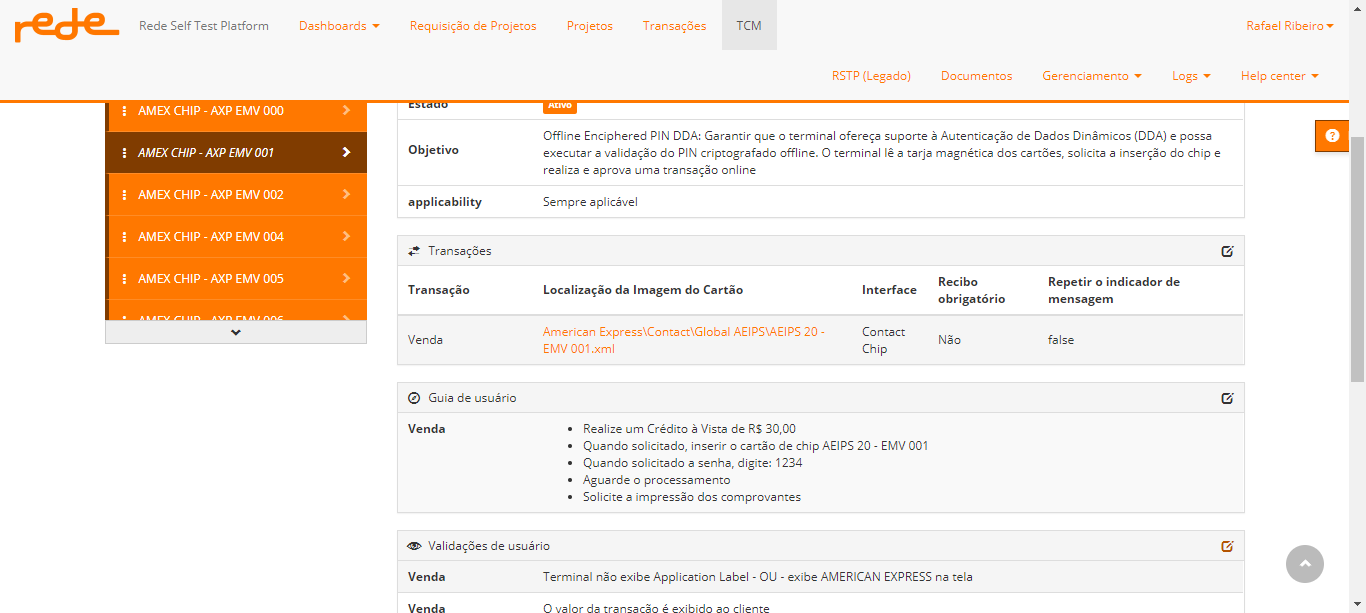 rede Rede Self Test Platform Dashboards Requisição de Projetos Projetos Transações TCM Rafael Ribeiro
RSTP (Legado) Documentos Gerenciamento Logs Help center
AMEX CHIP - AXP EMV 000
AMEX CHIP - AXP EMV 001
AMEX CHIP - AXP EMV 002
AMEX CHIP - AXP EMV 004
AMEX CHIP - AXP EMV 005
AMEX CHIP - AXP EMV 006
Estado Ativo
Objetivo
Offline Enciphered PIN DDA: Garantir que o terminal ofereça suporte à Autenticação de Dados Dinâmicos (DDA) e possa
executar a validação do PIN criptografado offline. O terminal lê a tarja magnética dos cartões, solicita a inserção do chip e
realiza e aprova uma transação online
applicability Sempre aplicável
Transações
Transação Localização da Imagem do Cartão Interface Recibo
obrigatório Repetir o indicador de
mensagem
Venda American Express\Contact\Global AEIPS\AEIPS 20 -
EMV 001.xml Contact
Chip Não false
Guia de usuário
Venda
Realize um Crédito à Vista de R$ 30,00
Quando solicitado, inserir o cartão de chip AEIPS 20 - EMV 001
Quando solicitado a senha, digite: 1234
Aguarde o processamento
Solicite a impressão dos comprovantes
Validações de usuário
Venda Terminal não exibe Application Label - OU - exibe AMERICAN EXPRESS na tela
Venda O valor da transação é exibido ao cliente